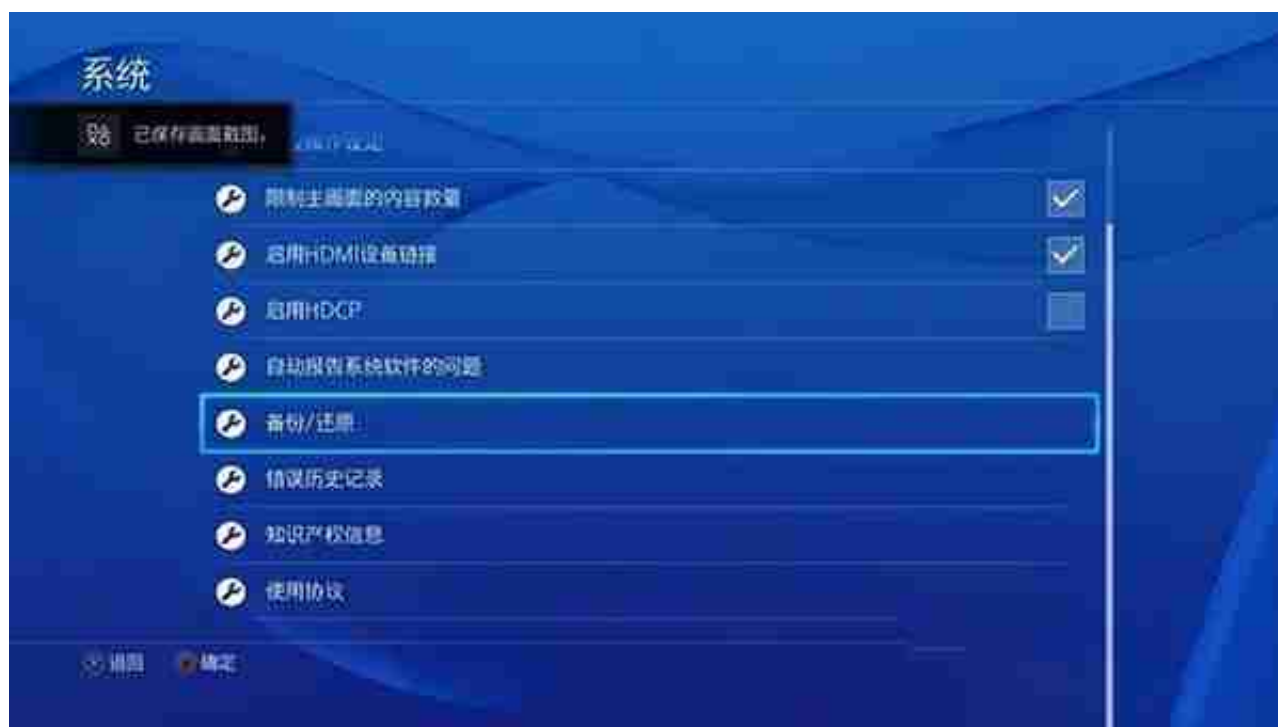 系统
已保存画面截图。
限制主画面的内容数量
启用HDMI设备链接
启用HDCP
自动报告系统软件的问题
备份/还原
错误历史记录
知识产权信息
使用协议
返回 确定